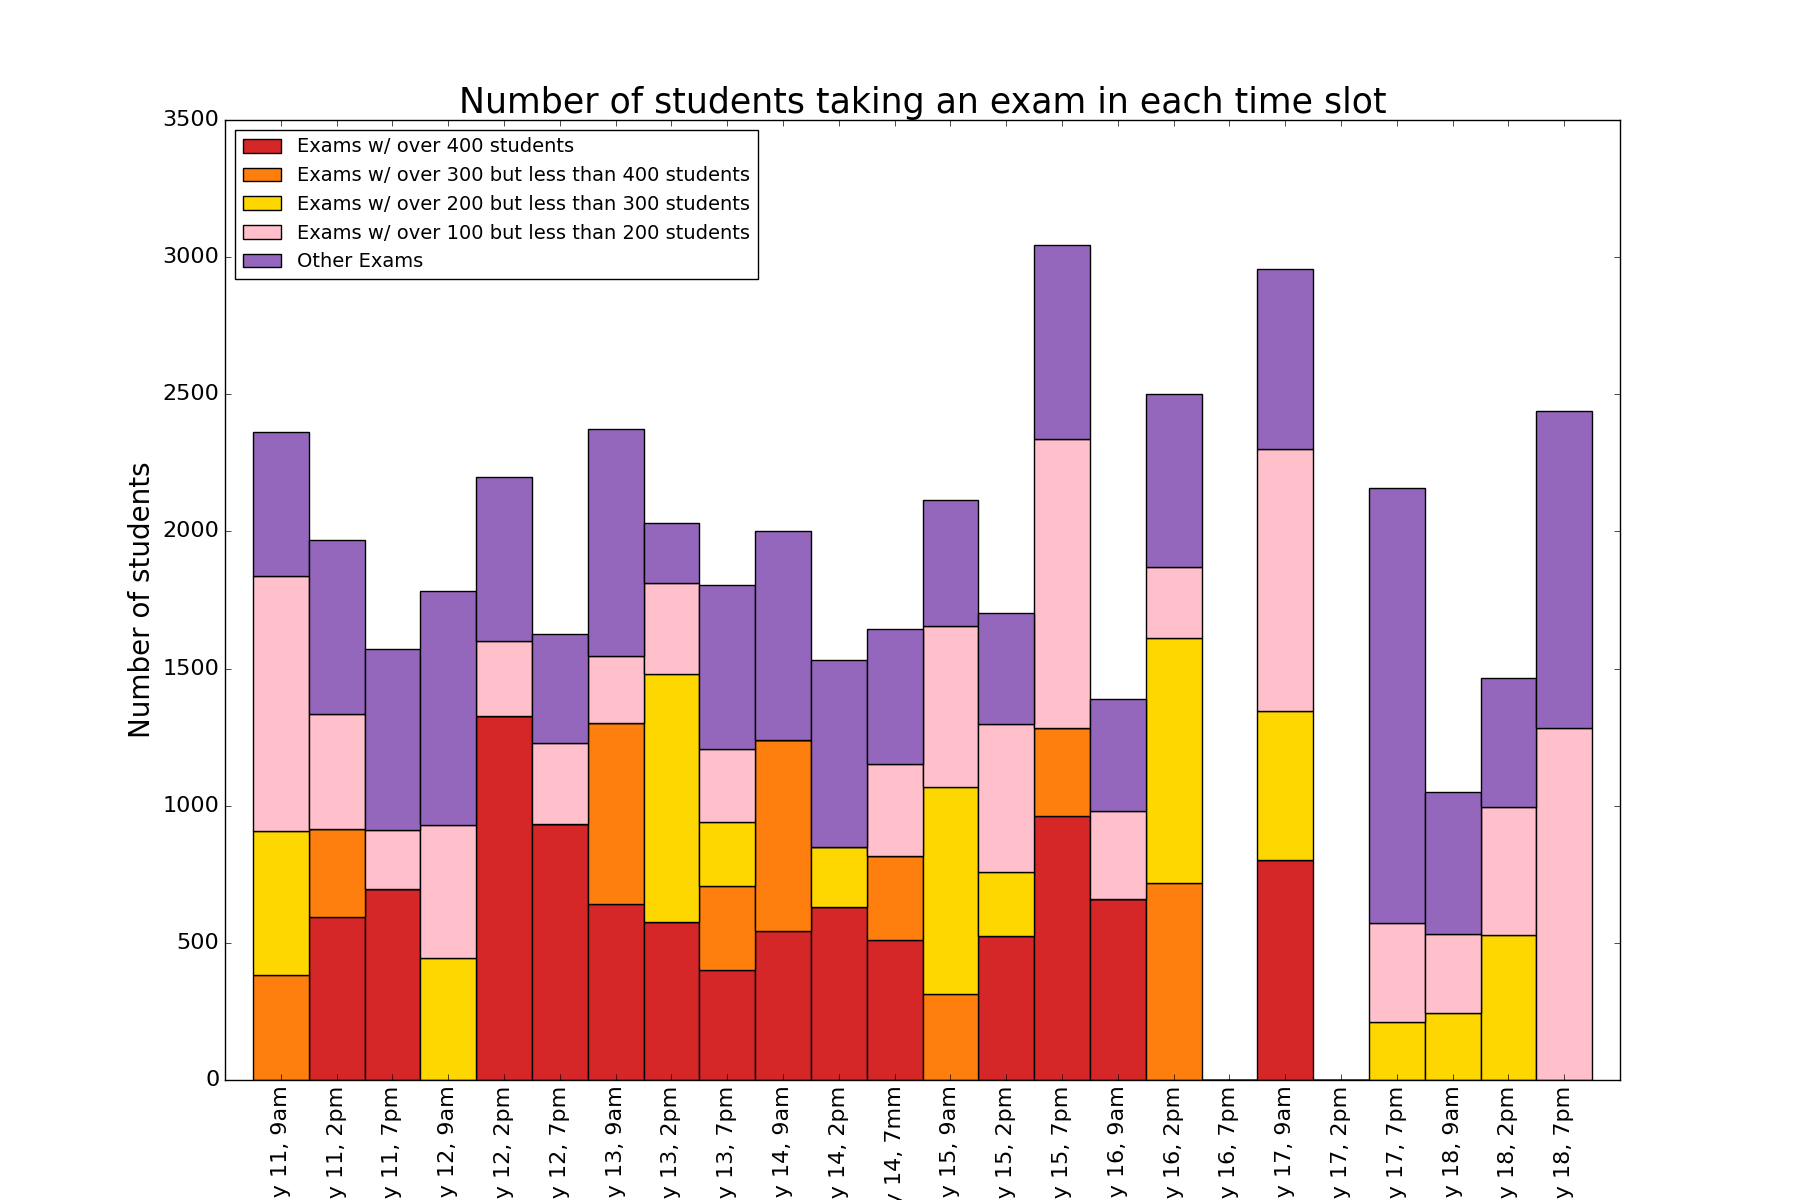 Number of students taking an exam in each time slot
3500
3000
2500
2000
1500
1000
500
0
Number of students
Exams w/ over 400 students
Exams w/ over 300 but less than 400 students
Exams w/ over 200 but less than 300 students
Exams w/ over 100 but less than 200 students
Other Exams
y 11, 9am
y 11, 2pm
y 11, 7pm
y 12, 9am
y 12, 2pm
y 12, 7pm
y 13, 9am
y 13, 2pm
y 13, 7pm
y 14, 9am
y 14, 2pm
y 14, 7mm
y 15, 9am
y 15, 2pm
y 15, 7pm
y 16, 9am
y 16, 2pm
y 16, 7pm
y 17, 9am
y 17, 2pm
y 17, 7pm
y 18, 9am
y 18, 2pm
y 18, 7pm